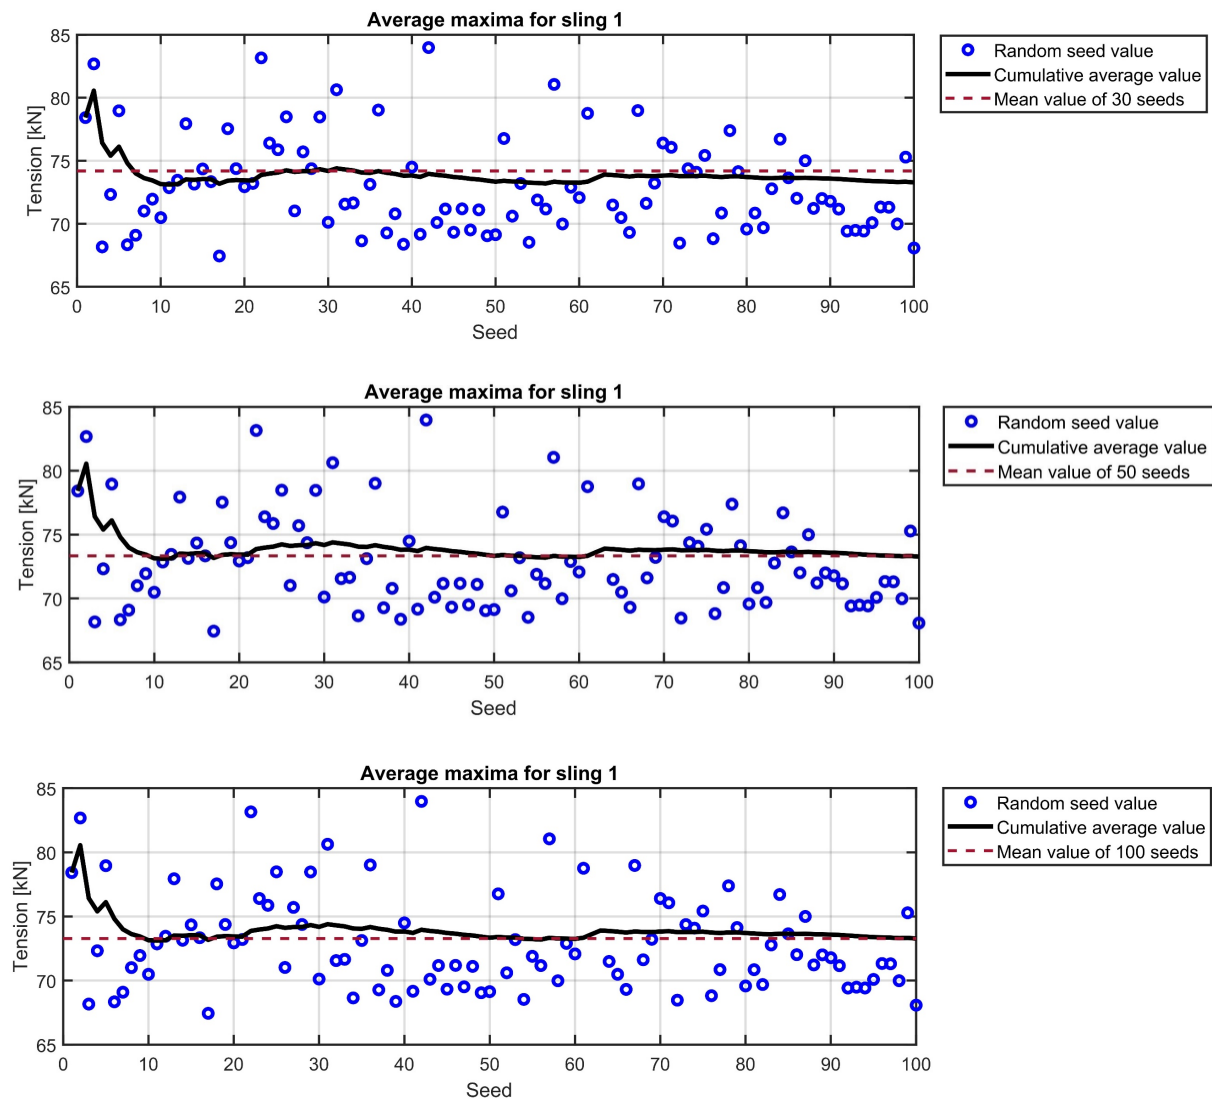 Average maxima for sling 1
85
80
75
70
65
Tension [kN]
0 10 20 30 40 50 60 70 80 90 100
Seed
Random seed value
Cumulative average value
Mean value of 30 seeds
Average maxima for sling 1
85
80
75
70
65
Tension [kN]
0 10 20 30 40 50 60 70 80 90 100
Seed
Random seed value
Cumulative average value
Mean value of 50 seeds
Average maxima for sling 1
85
80
75
70
65
Tension [kN]
0 10 20 30 40 50 60 70 80 90 100
Seed
Random seed value
Cumulative average value
Mean value of 100 seeds